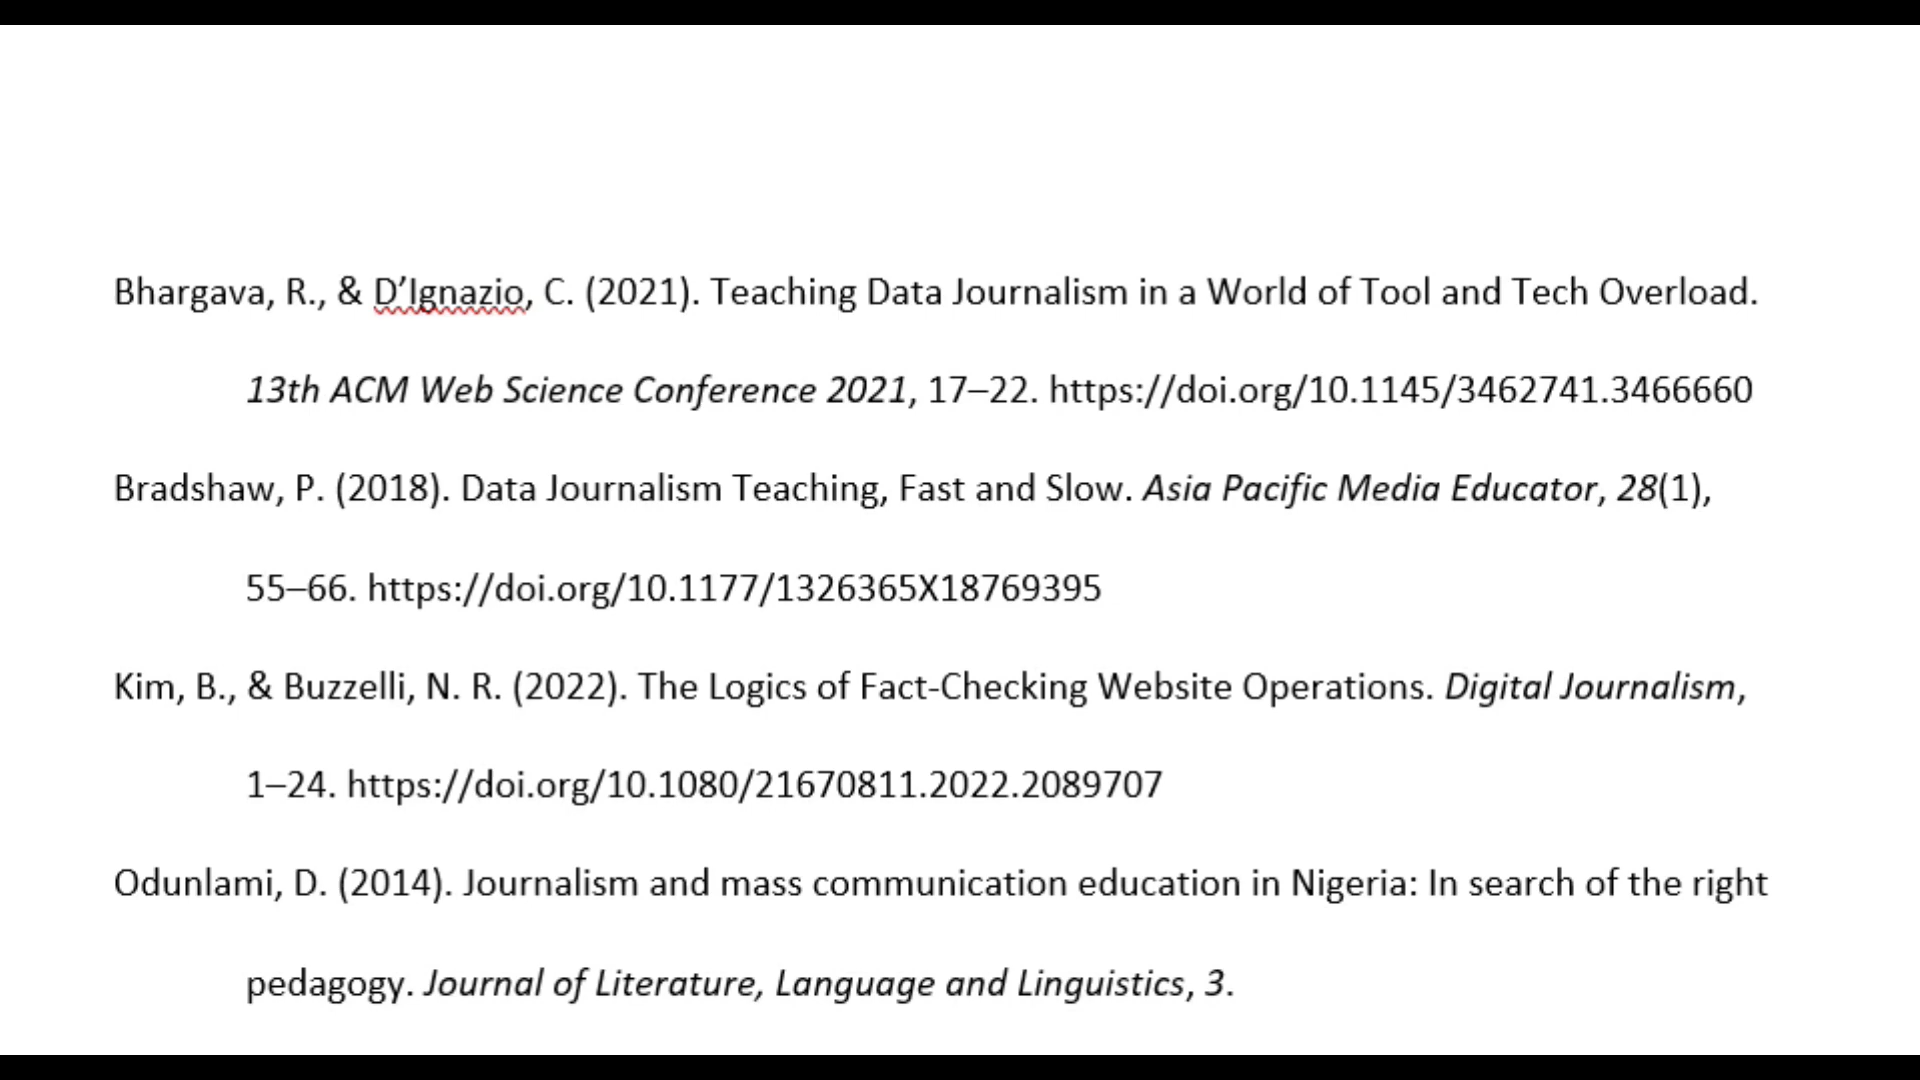 Bhargava, R., & D’Ignazio, C. (2021). Teaching Data Journalism in a World of Tool and Tech Overload.
13th ACM Web Science Conference 2021, 17–22. https://doi.org/10.1145/3462741.3466660
Bradshaw, P. (2018). Data Journalism Teaching, Fast and Slow. Asia Pacific Media Educator, 28(1),
55–66. https://doi.org/10.1177/1326365X18769395
Kim, B., & Buzzelli, N. R. (2022). The Logics of Fact-Checking Website Operations. Digital Journalism,
1–24. https://doi.org/10.1080/21670811.2022.2089707
Odunlami, D. (2014). Journalism and mass communication education in Nigeria: In search of the right
pedagogy. Journal of Literature, Language and Linguistics, 3.